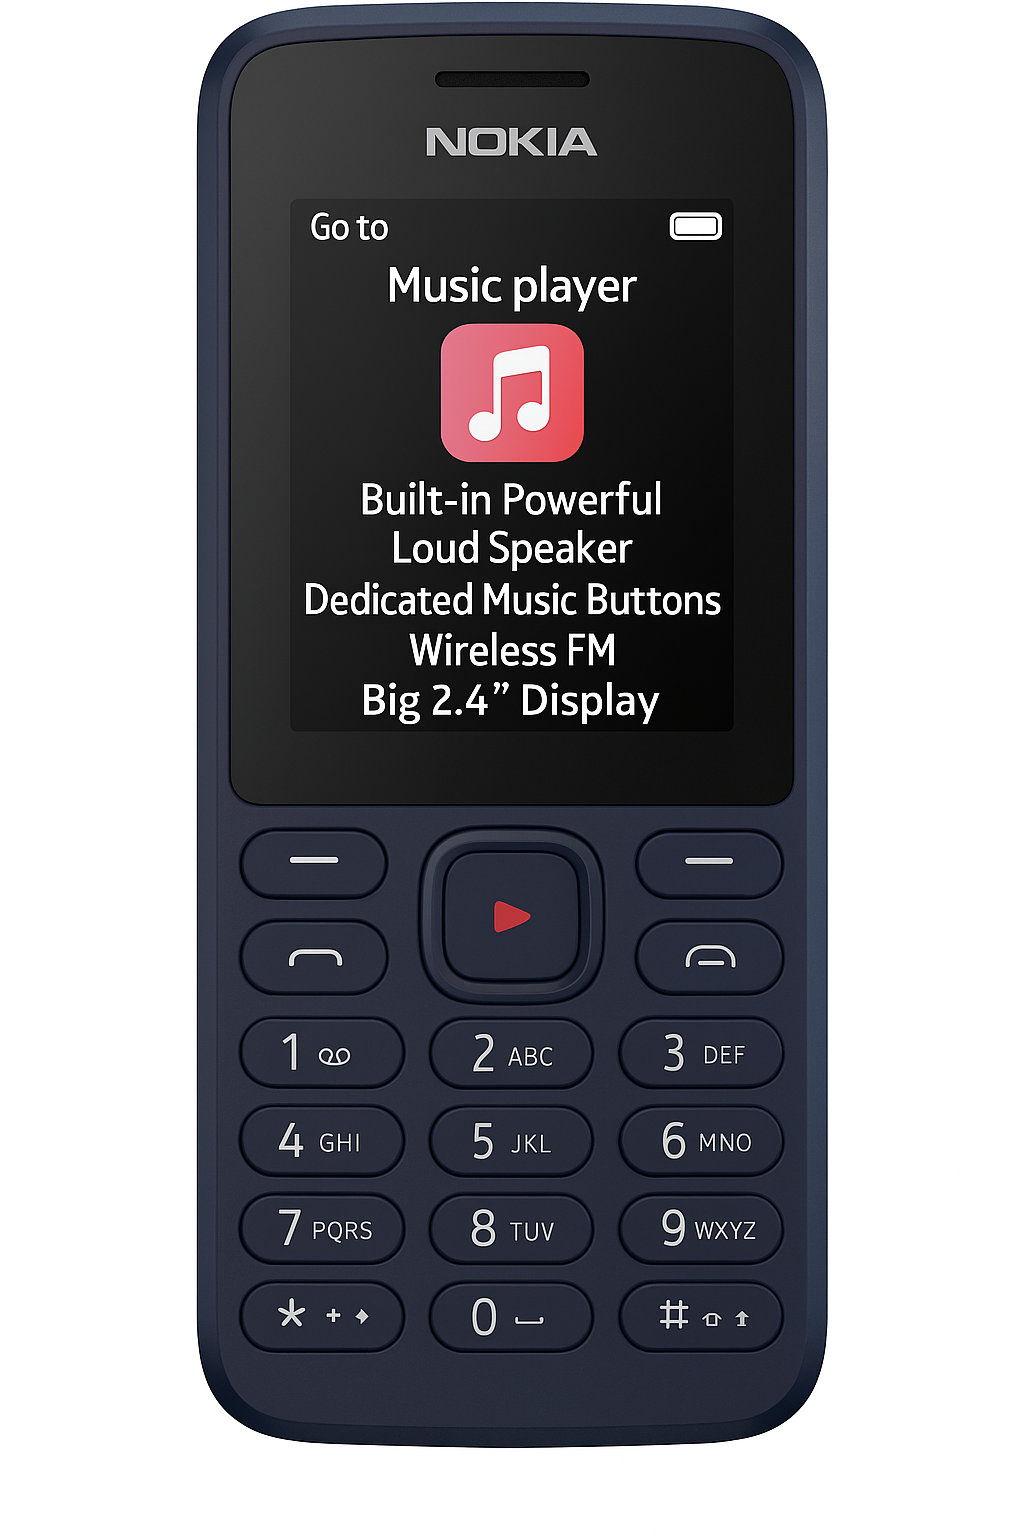 NOKIA
Go to
Music player
Built-in Powerful
Loud Speaker
Dedicated Music Buttons
Wireless FM
Big 2.4” Display
1
2 ABC
3 DEF
4 GHI
5 JKL
6 MNO
7 PQRS
8 TUV
9 WXYZ
* +
0
#